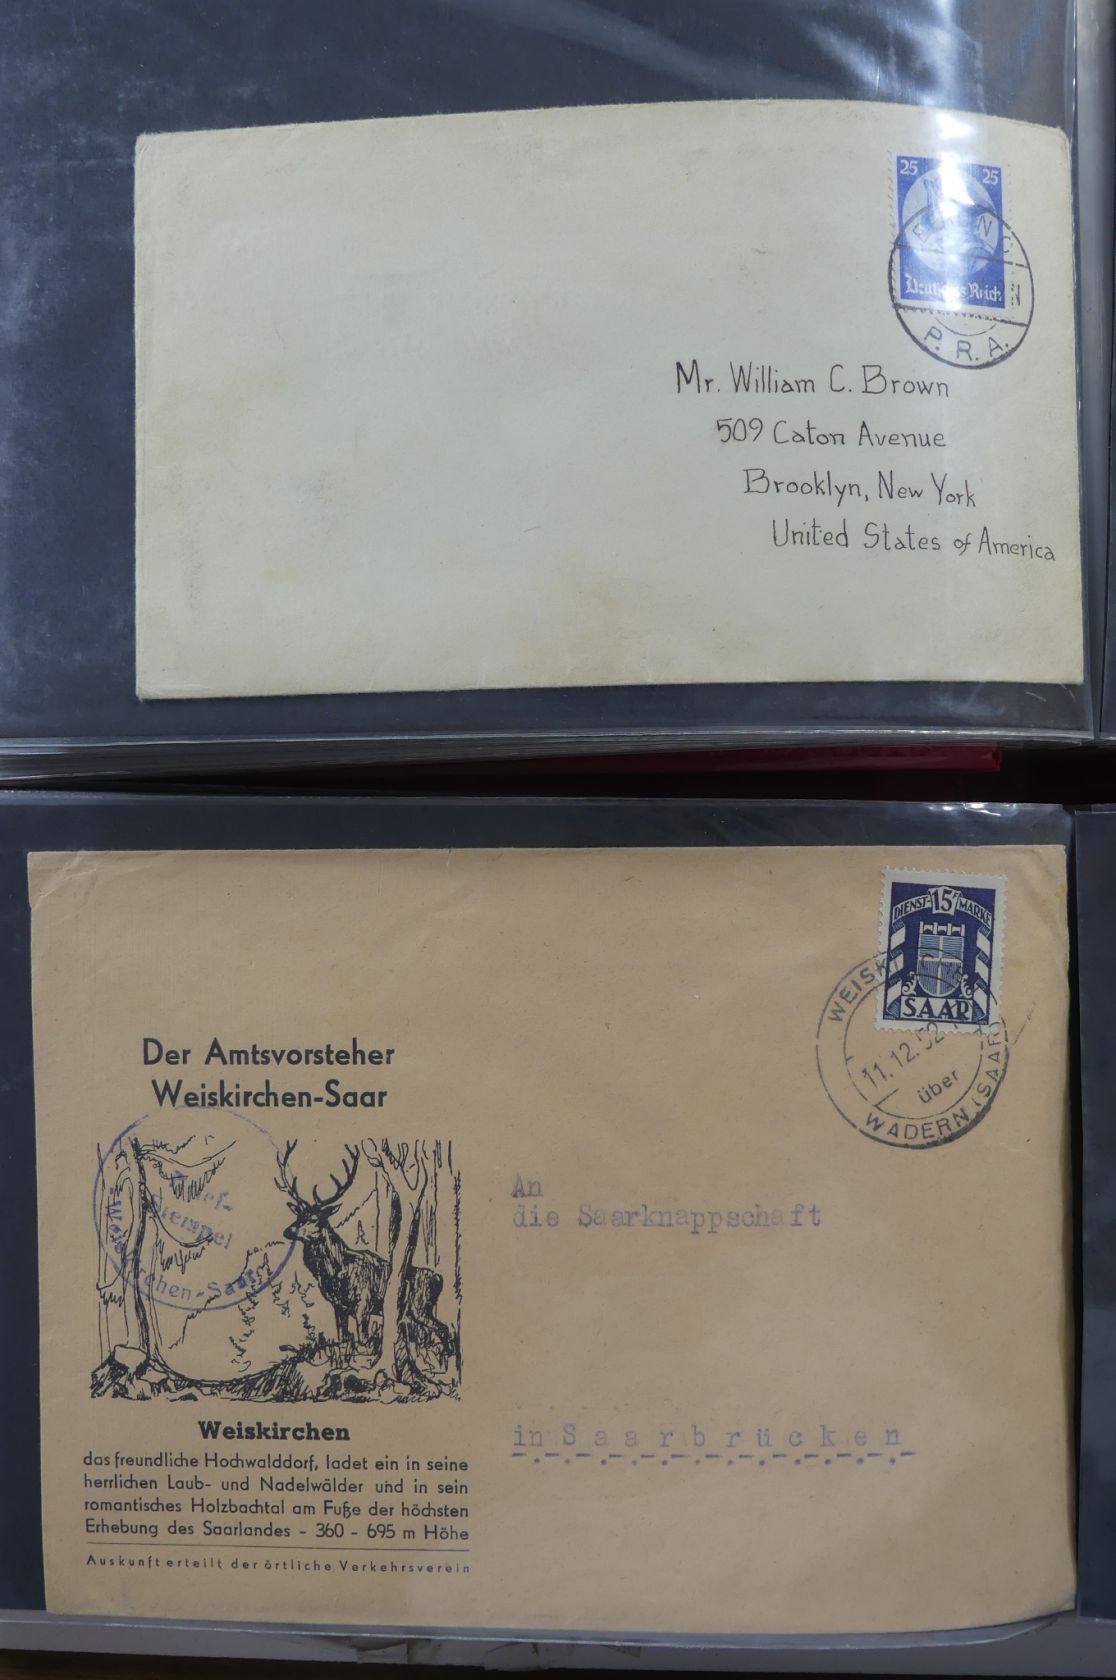 25 25
Deutsches Reich
P. R. A.
Mr. William C. Brown
509 Caton Avenue
Brooklyn, New York
United States of America
DIENST- 15F MARKE
SAAR
11.12.52
über
WADERN (SAAR)
Der Amtsvorsteher
Weiskirchen-Saar
An
die Saarknappschaft
in Saarbrücken
Weiskirchen
das freundliche Hochwalddorf, ladet ein in seine
herrlichen Laub- und Nadelwälder und in sein
romantisches Holzbachtal am Fuße der höchsten
Erhebung des Saarlandes - 360 - 695 m Höhe
Auskunft erteilt der örtliche Verkehrsverein